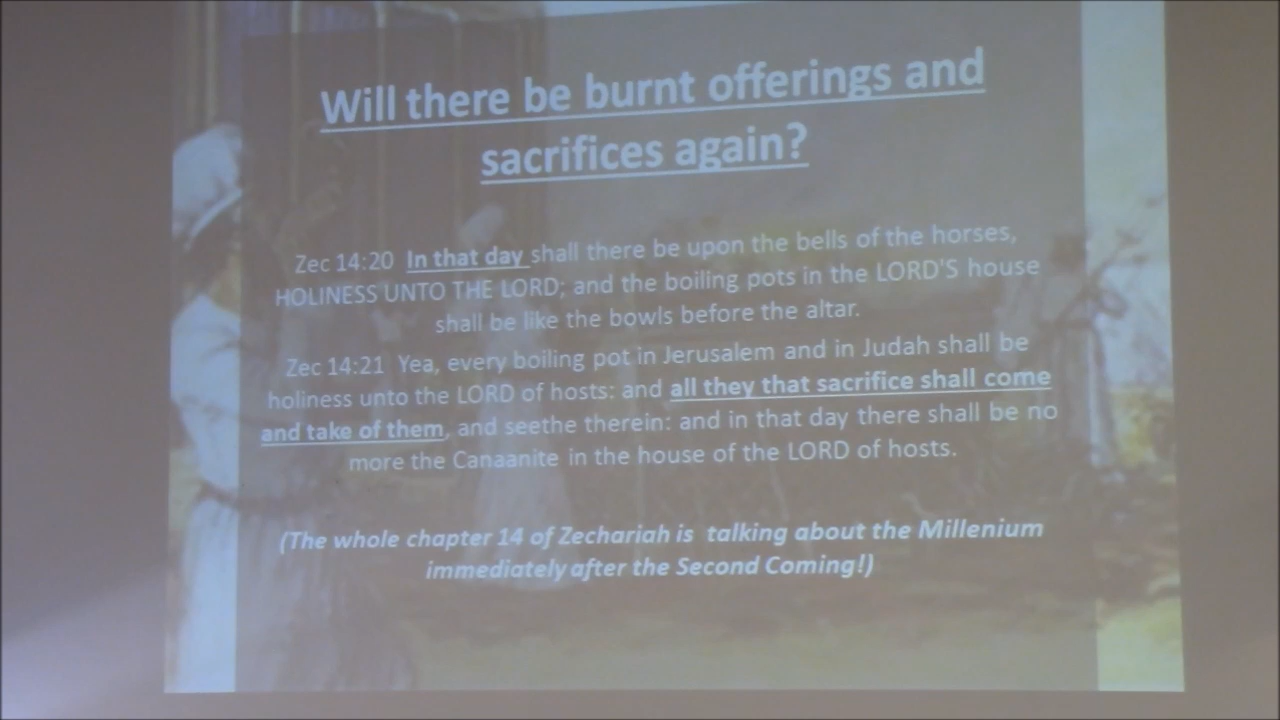 Will there be burnt offerings and
sacrifices again?
Zec 14:20 In that day shall there be upon the bells of the horses,
HOLINESS UNTO THE LORD; and the boiling pots in the LORD'S house
shall be like the bowls before the altar.
Zec 14:21 Yea, every boiling pot in Jerusalem and in Judah shall be
holiness unto the LORD of hosts: and all they that sacrifice shall come
and take of them, and seethe therein: and in that day there shall be no
more the Canaanite in the house of the LORD of hosts.
(The whole chapter 14 of Zechariah is talking about the Millenium
immediately after the Second Coming!)